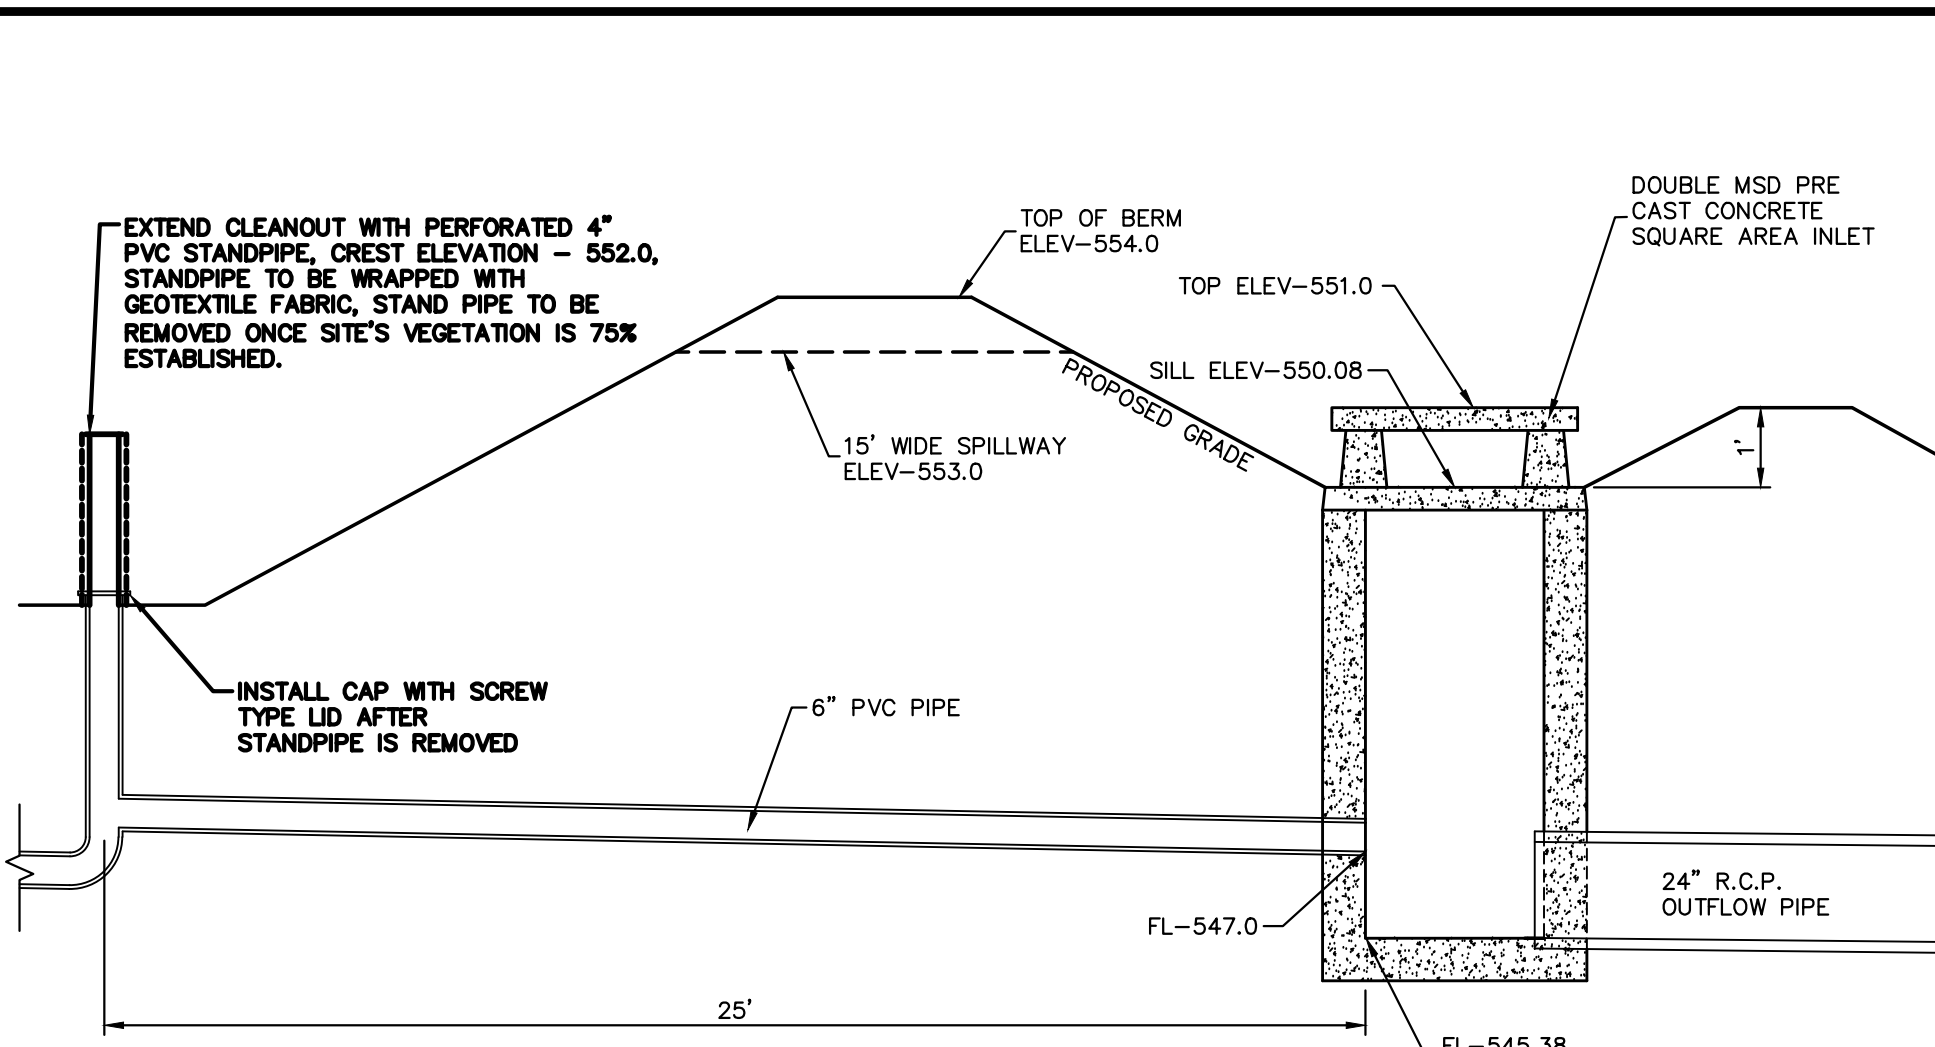 EXTEND CLEANOUT WITH PERFORATED 4"
PVC STANDPIPE, CREST ELEVATION – 552.0,
STANDPIPE TO BE WRAPPED WITH
GEOTEXTILE FABRIC, STAND PIPE TO BE
REMOVED ONCE SITE'S VEGETATION IS 75%
ESTABLISHED.
TOP OF BERM
ELEV–554.0
DOUBLE MSD PRE
CAST CONCRETE
SQUARE AREA INLET
TOP ELEV–551.0
SILL ELEV–550.08
PROPOSED GRADE
15' WIDE SPILLWAY
ELEV–553.0
1'
INSTALL CAP WITH SCREW
TYPE LID AFTER
STANDPIPE IS REMOVED
6" PVC PIPE
24" R.C.P.
OUTFLOW PIPE
FL–547.0
25'
FL–545.38